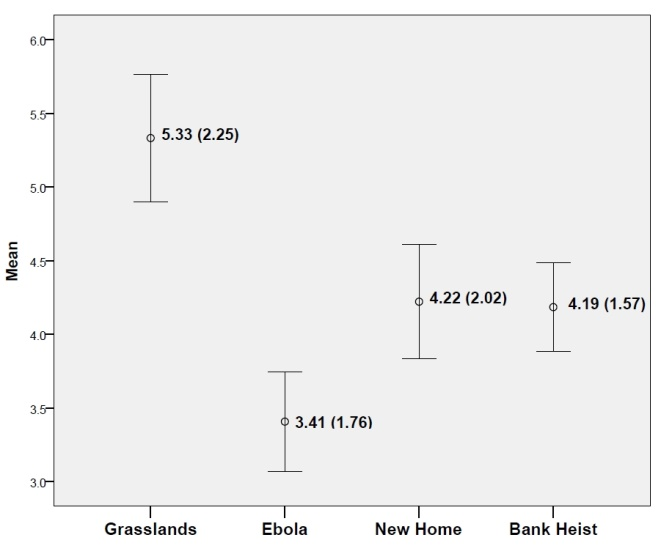 6.0
5.5
5.0
4.5
4.0
3.5
3.0
Mean
5.33 (2.25)
3.41 (1.76)
4.22 (2.02)
4.19 (1.57)
Grasslands
Ebola
New Home
Bank Heist